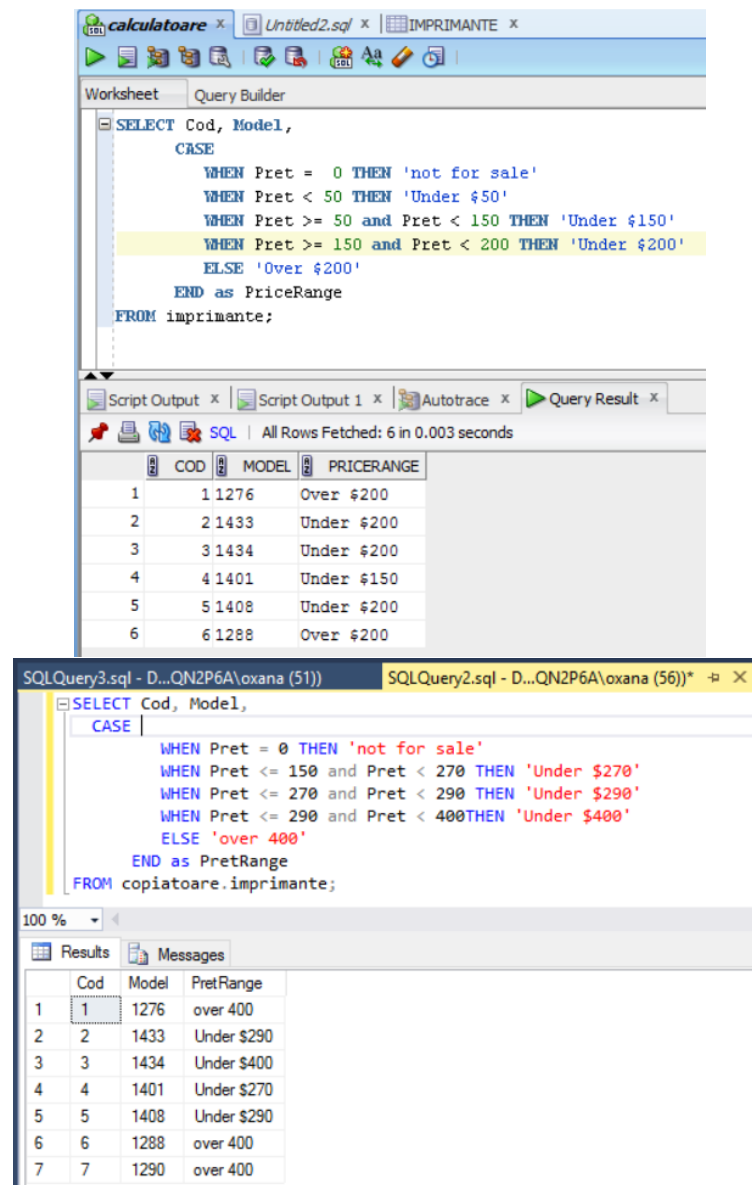 calculatoare x Untitled2.sql x IMPRIMANTE x
SQL
Worksheet Query Builder
SELECT Cod, Model,
CASE
WHEN Pret = 0 THEN 'not for sale'
WHEN Pret < 50 THEN 'Under $50'
WHEN Pret >= 50 and Pret < 150 THEN 'Under $150'
WHEN Pret >= 150 and Pret < 200 THEN 'Under $200'
ELSE 'Over $200'
END as PriceRange
FROM imprimante;
Script Output x Script Output 1 x Autotrace x Query Result x
SQL | All Rows Fetched: 6 in 0.003 seconds
COD MODEL PRICERANGE
1 1 1276 Over $200
2 2 1433 Under $200
3 3 1434 Under $200
4 4 1401 Under $150
5 5 1408 Under $200
6 6 1288 Over $200
SQLQuery3.sql - D...QN2P6A\oxana (51)) SQLQuery2.sql - D...QN2P6A\oxana (56))*
SELECT Cod, Model,
CASE
WHEN Pret = 0 THEN 'not for sale'
WHEN Pret <= 150 and Pret < 270 THEN 'Under $270'
WHEN Pret <= 270 and Pret < 290 THEN 'Under $290'
WHEN Pret <= 290 and Pret < 400THEN 'Under $400'
ELSE 'over 400'
END as PretRange
FROM copiatoare.imprimante;
100 %
Results Messages
Cod Model PretRange
1 1 1276 over 400
2 2 1433 Under $290
3 3 1434 Under $400
4 4 1401 Under $270
5 5 1408 Under $290
6 6 1288 over 400
7 7 1290 over 400